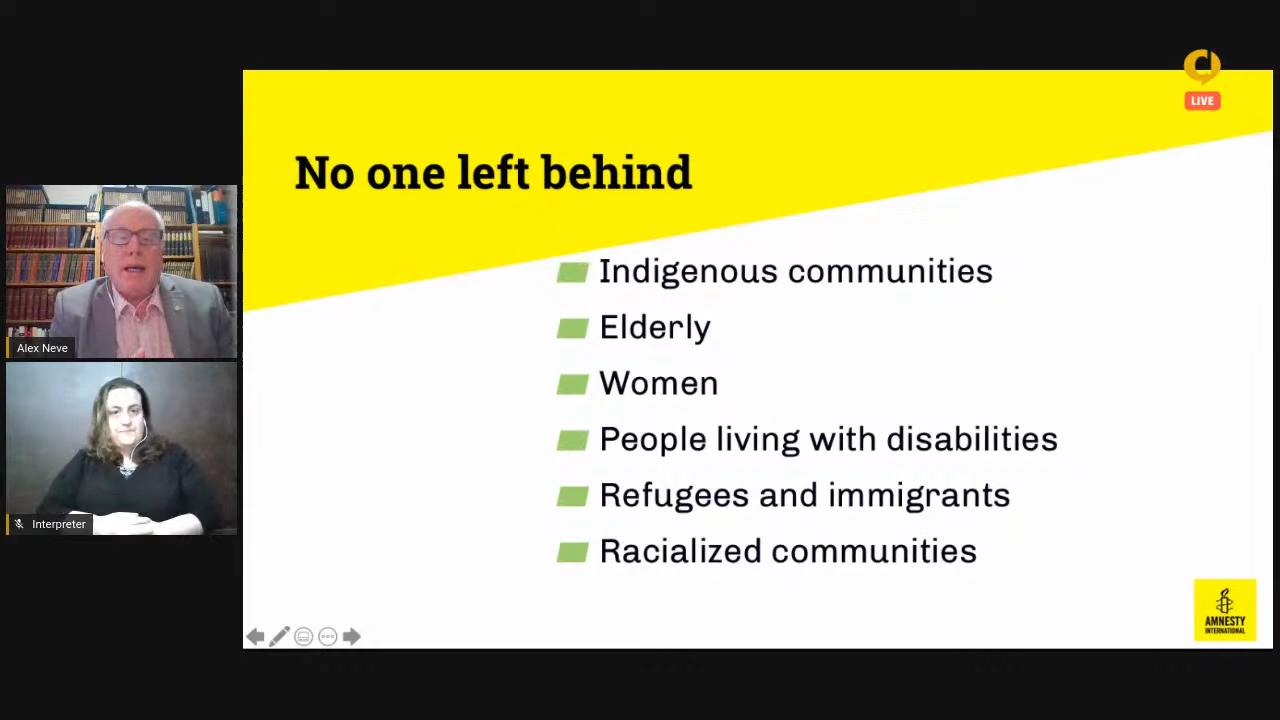 LIVE
No one left behind
Indigenous communities
Elderly
Women
People living with disabilities
Refugees and immigrants
Racialized communities
Alex Neve
Interpreter
AMNESTY
INTERNATIONAL